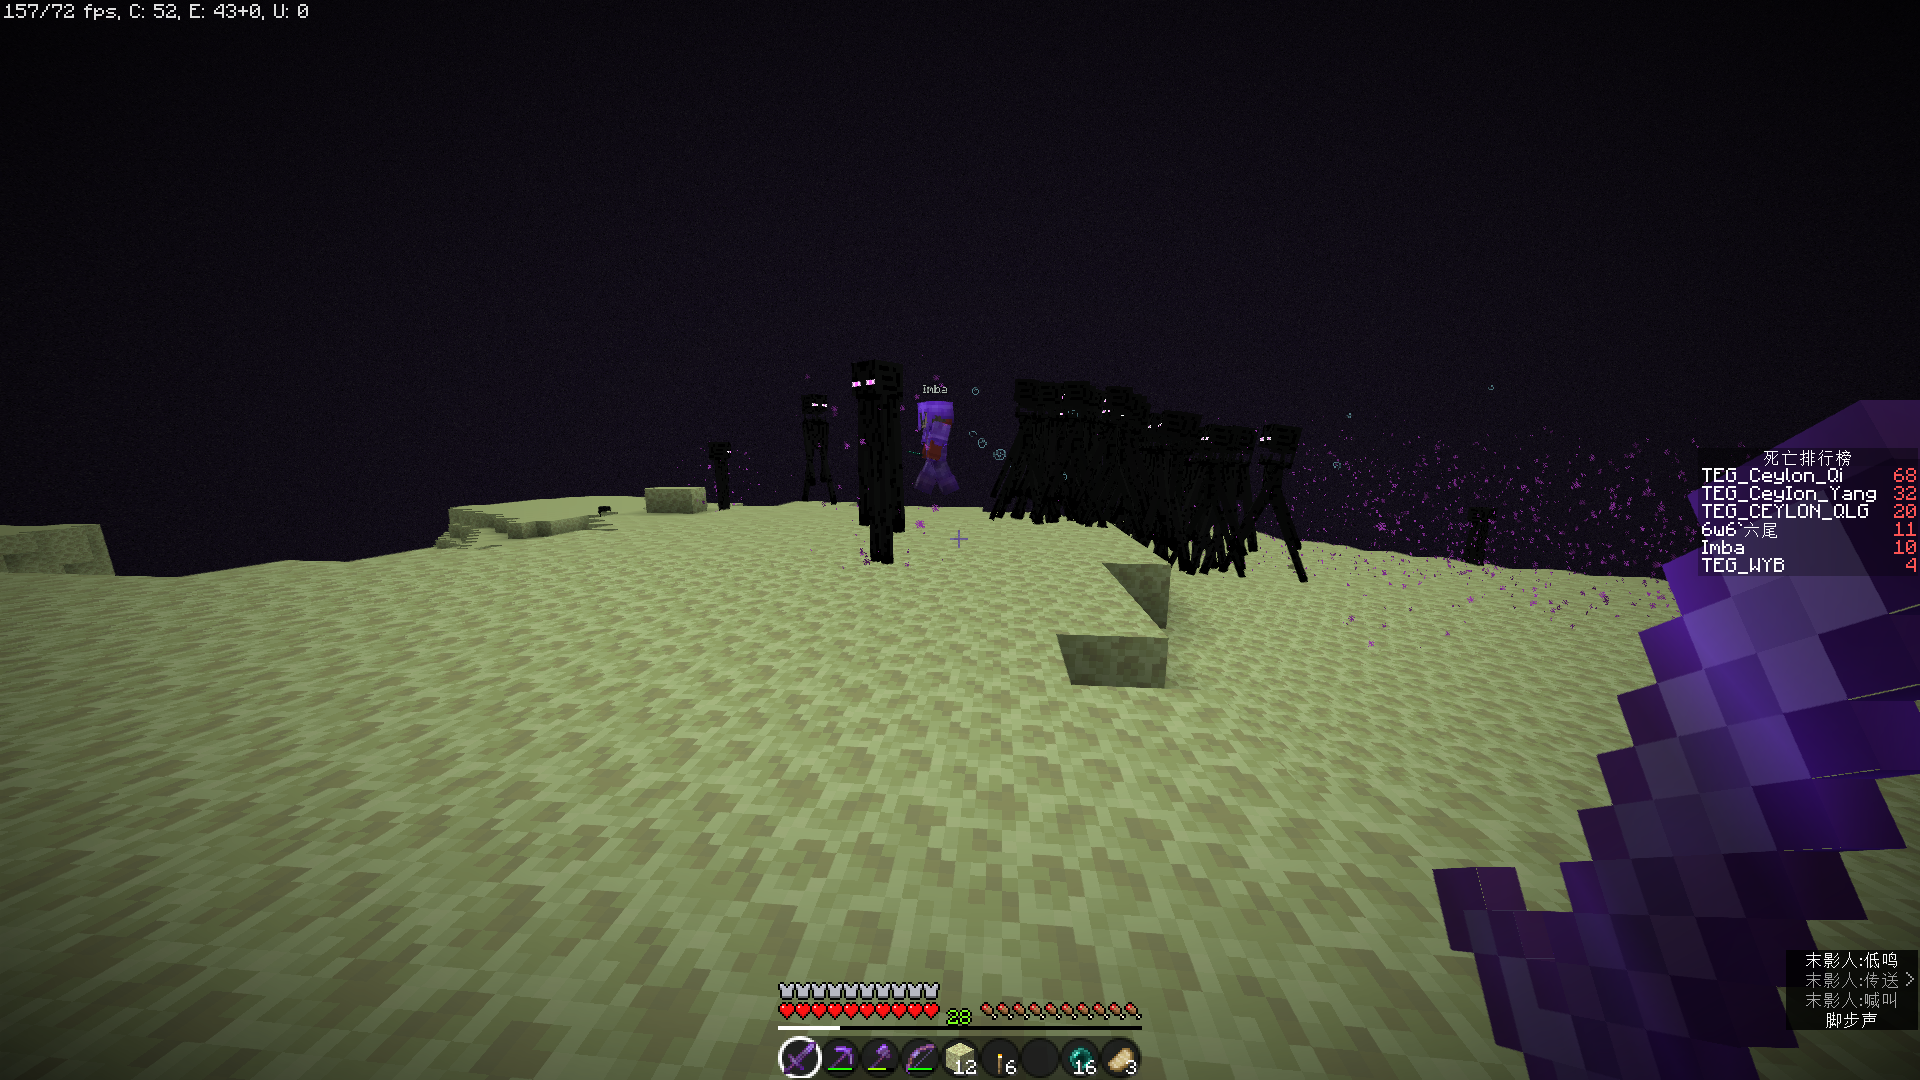 157/72 fps, C: 52, E: 43+0, U: 0
Imba
死亡排行榜
TEG_Ceylon_Qi 68
TEG_CeyIon_Yang 32
TEG_CEYLON_QLG 20
6w6`六尾 11
Imba 10
TEG_WYB 4
末影人:低鸣
末影人:传送 >
末影人:喊叫
脚步声
28
12 6 16 3